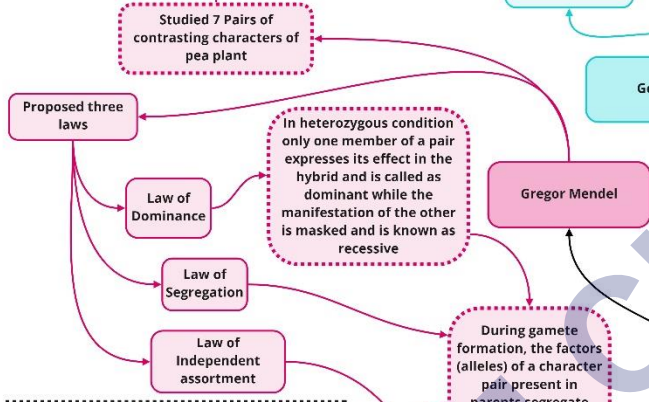 Studied 7 Pairs of
contrasting characters of
pea plant
Proposed three
laws
In heterozygous condition
only one member of a pair
expresses its effect in the
hybrid and is called as
dominant while the
manifestation of the other
is masked and is known as
recessive
Gregor Mendel
Law of
Dominance
Law of
Segregation
Law of
Independent
assortment
During gamete
formation, the factors
(alleles) of a character
pair present in
parents segregate